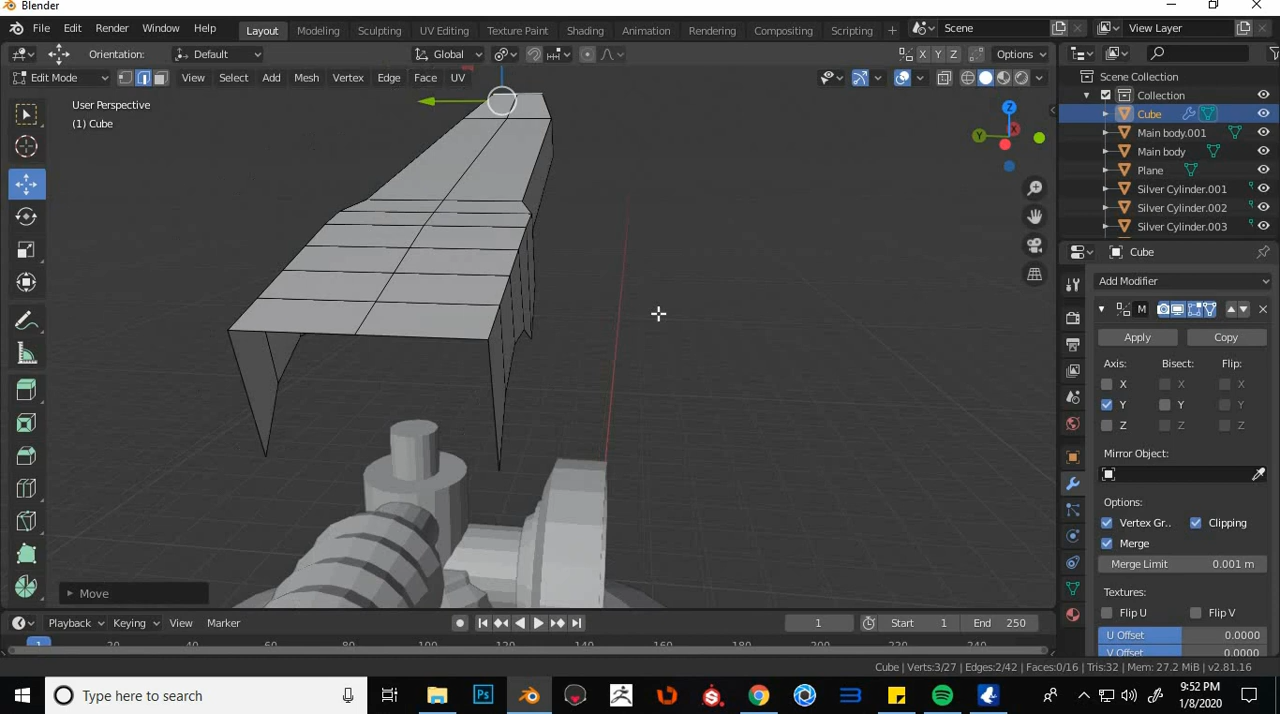 Blender
File Edit Render Window Help Layout Modeling Sculpting UV Editing Texture Paint Shading Animation Rendering Compositing Scripting + Scene View Layer
Orientation: Default Global X Y Z Options
Edit Mode View Select Add Mesh Vertex Edge Face UV
User Perspective
(1) Cube
Z
Y
X
Scene Collection
Collection
Cube
Main body.001
Main body
Plane
Silver Cylinder.001
Silver Cylinder.002
Silver Cylinder.003
Cube
Add Modifier
M
Apply Copy
Axis: Bisect: Flip:
X X X
Y Y Y
Z Z Z
Mirror Object:
Options:
Vertex Gr.. Clipping
Merge
Merge Limit 0.001 m
Textures:
Flip U Flip V
U Offset 0.0000
V Offset 0.0000
Move
Playback Keying View Marker 1 Start 1 End 250
1 20 40 60 80 100 120 140 160 180 200 220 240
Cube | Verts:3/27 | Edges:2/42 | Faces:0/16 | Tris:32 | Mem: 27.2 MiB | v2.81.16
Type here to search
Ps
9:52 PM
1/8/2020